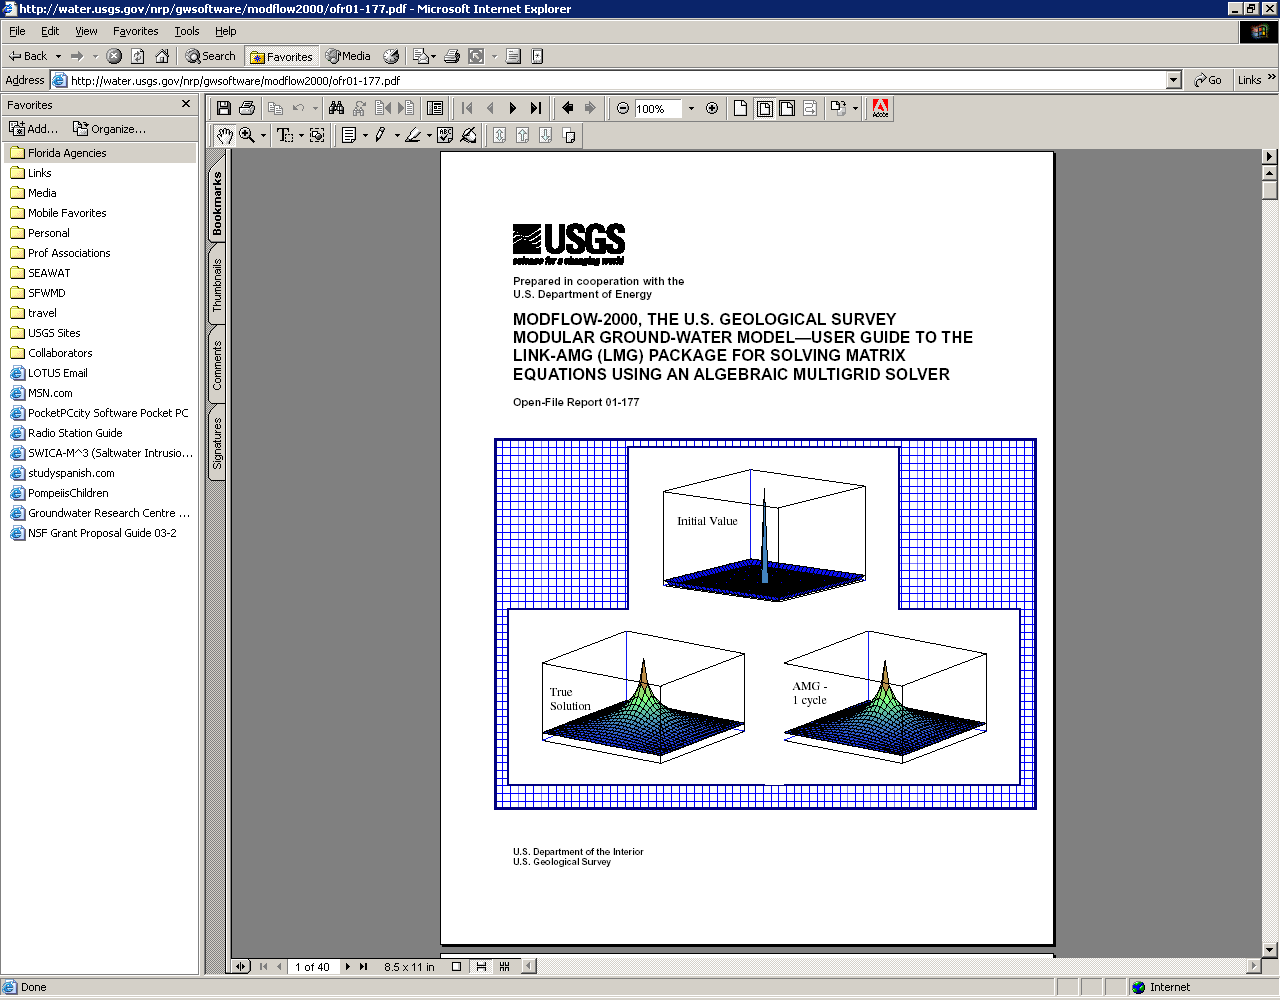 http://water.usgs.gov/nrp/gwsoftware/modflow2000/ofr01-177.pdf - Microsoft Internet Explorer
File Edit View Favorites Tools Help
Back Search Favorites Media
Address http://water.usgs.gov/nrp/gwsoftware/modflow2000/ofr01-177.pdf Go Links »
Favorites
Add... Organize...
Florida Agencies
Links
Media
Mobile Favorites
Personal
Prof Associations
SEAWAT
SFWMD
travel
USGS Sites
Collaborators
LOTUS Email
MSN.com
PocketPCcity Software Pocket PC
Radio Station Guide
SWICA-M^3 (Saltwater Intrusio...
studyspanish.com
PompeiisChildren
Groundwater Research Centre ...
NSF Grant Proposal Guide 03-2
100%
Adobe
Bookmarks
Thumbnails
Comments
Signatures
USGS
science for a changing world
Prepared in cooperation with the
U.S. Department of Energy
MODFLOW-2000, THE U.S. GEOLOGICAL SURVEY
MODULAR GROUND-WATER MODEL—USER GUIDE TO THE
LINK-AMG (LMG) PACKAGE FOR SOLVING MATRIX
EQUATIONS USING AN ALGEBRAIC MULTIGRID SOLVER
Open-File Report 01-177
Initial Value
True
Solution
AMG -
1 cycle
U.S. Department of the Interior
U.S. Geological Survey
1 of 40 8.5 x 11 in
Done Internet